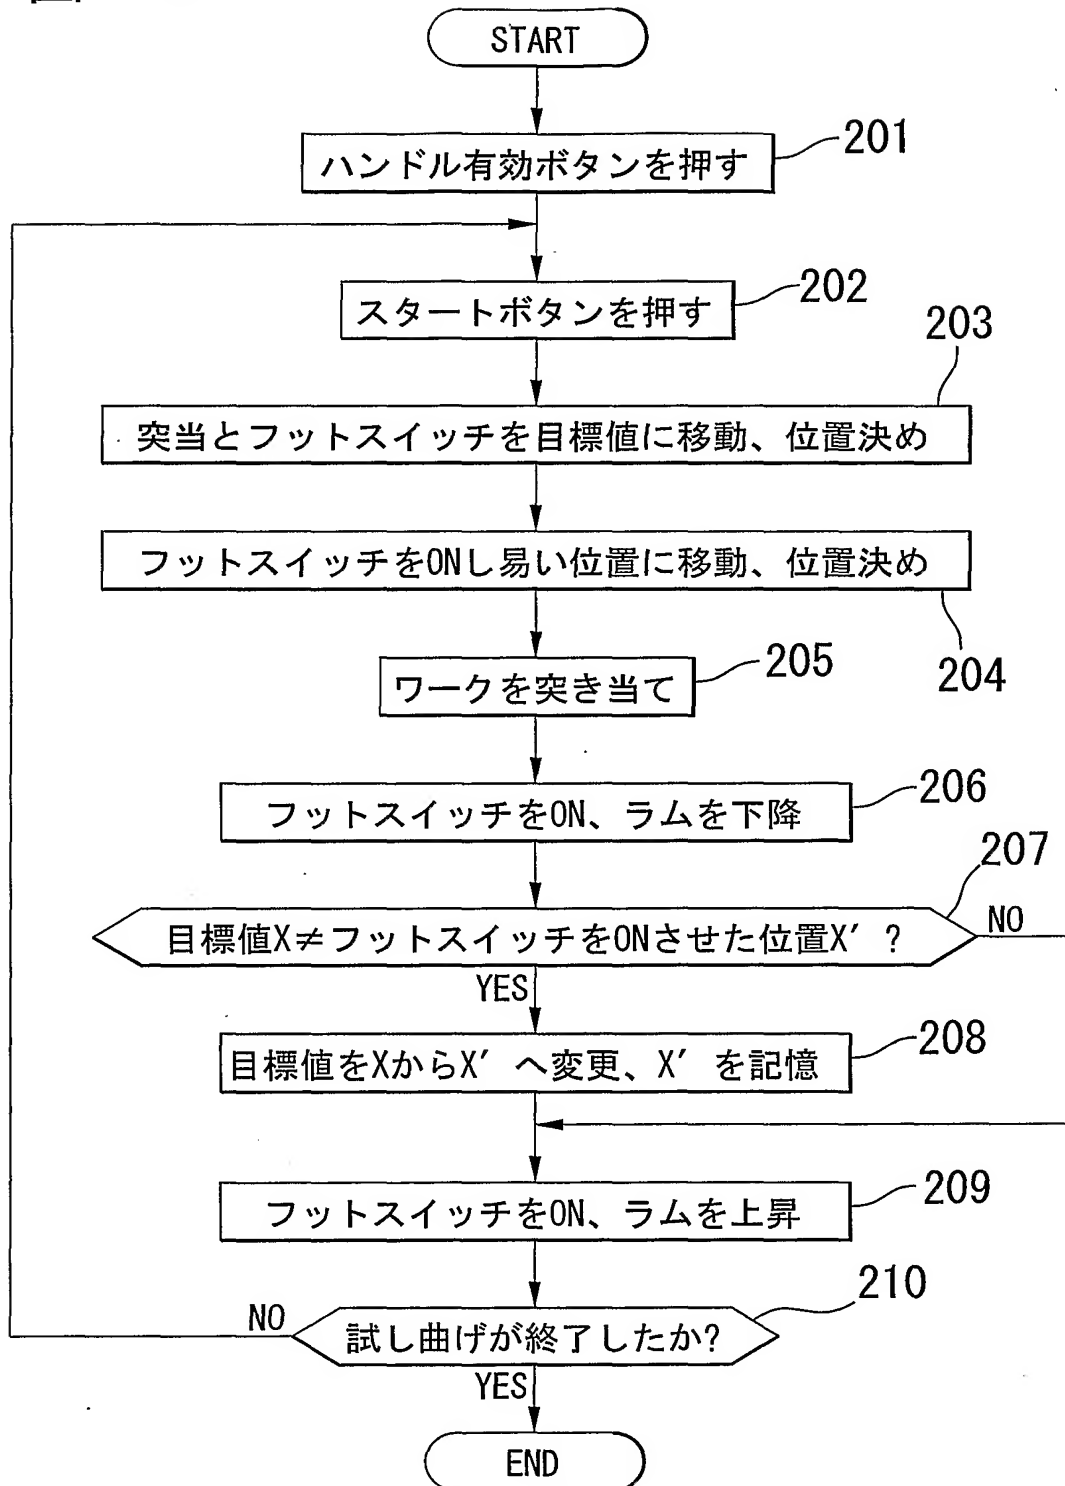 START
201
ハンドル有効ボタンを押す
202
スタートボタンを押す
203
突当とフットスイッチを目標値に移動、位置決め
フットスイッチをONし易い位置に移動、位置決め
204
205
ワークを突き当て
206
フットスイッチをON、ラムを下降
207
目標値X≠フットスイッチをONさせた位置X′?
NO
YES
208
目標値をXからX′へ変更、X′を記憶
209
フットスイッチをON、ラムを上昇
210
NO
試し曲げが終了したか?
YES
END